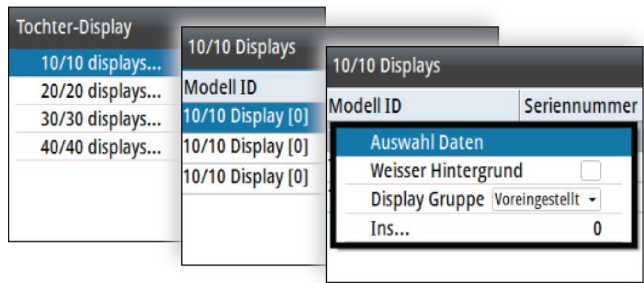 Tochter-Display
10/10 displays...
20/20 displays...
30/30 displays...
40/40 displays...
10/10 Displays
Modell ID
10/10 Display [0]
10/10 Display [0]
10/10 Display [0]
10/10 Displays
Modell ID Seriennummer
Auswahl Daten
Weisser Hintergrund
Display Gruppe Voreingestellt
Ins... 0